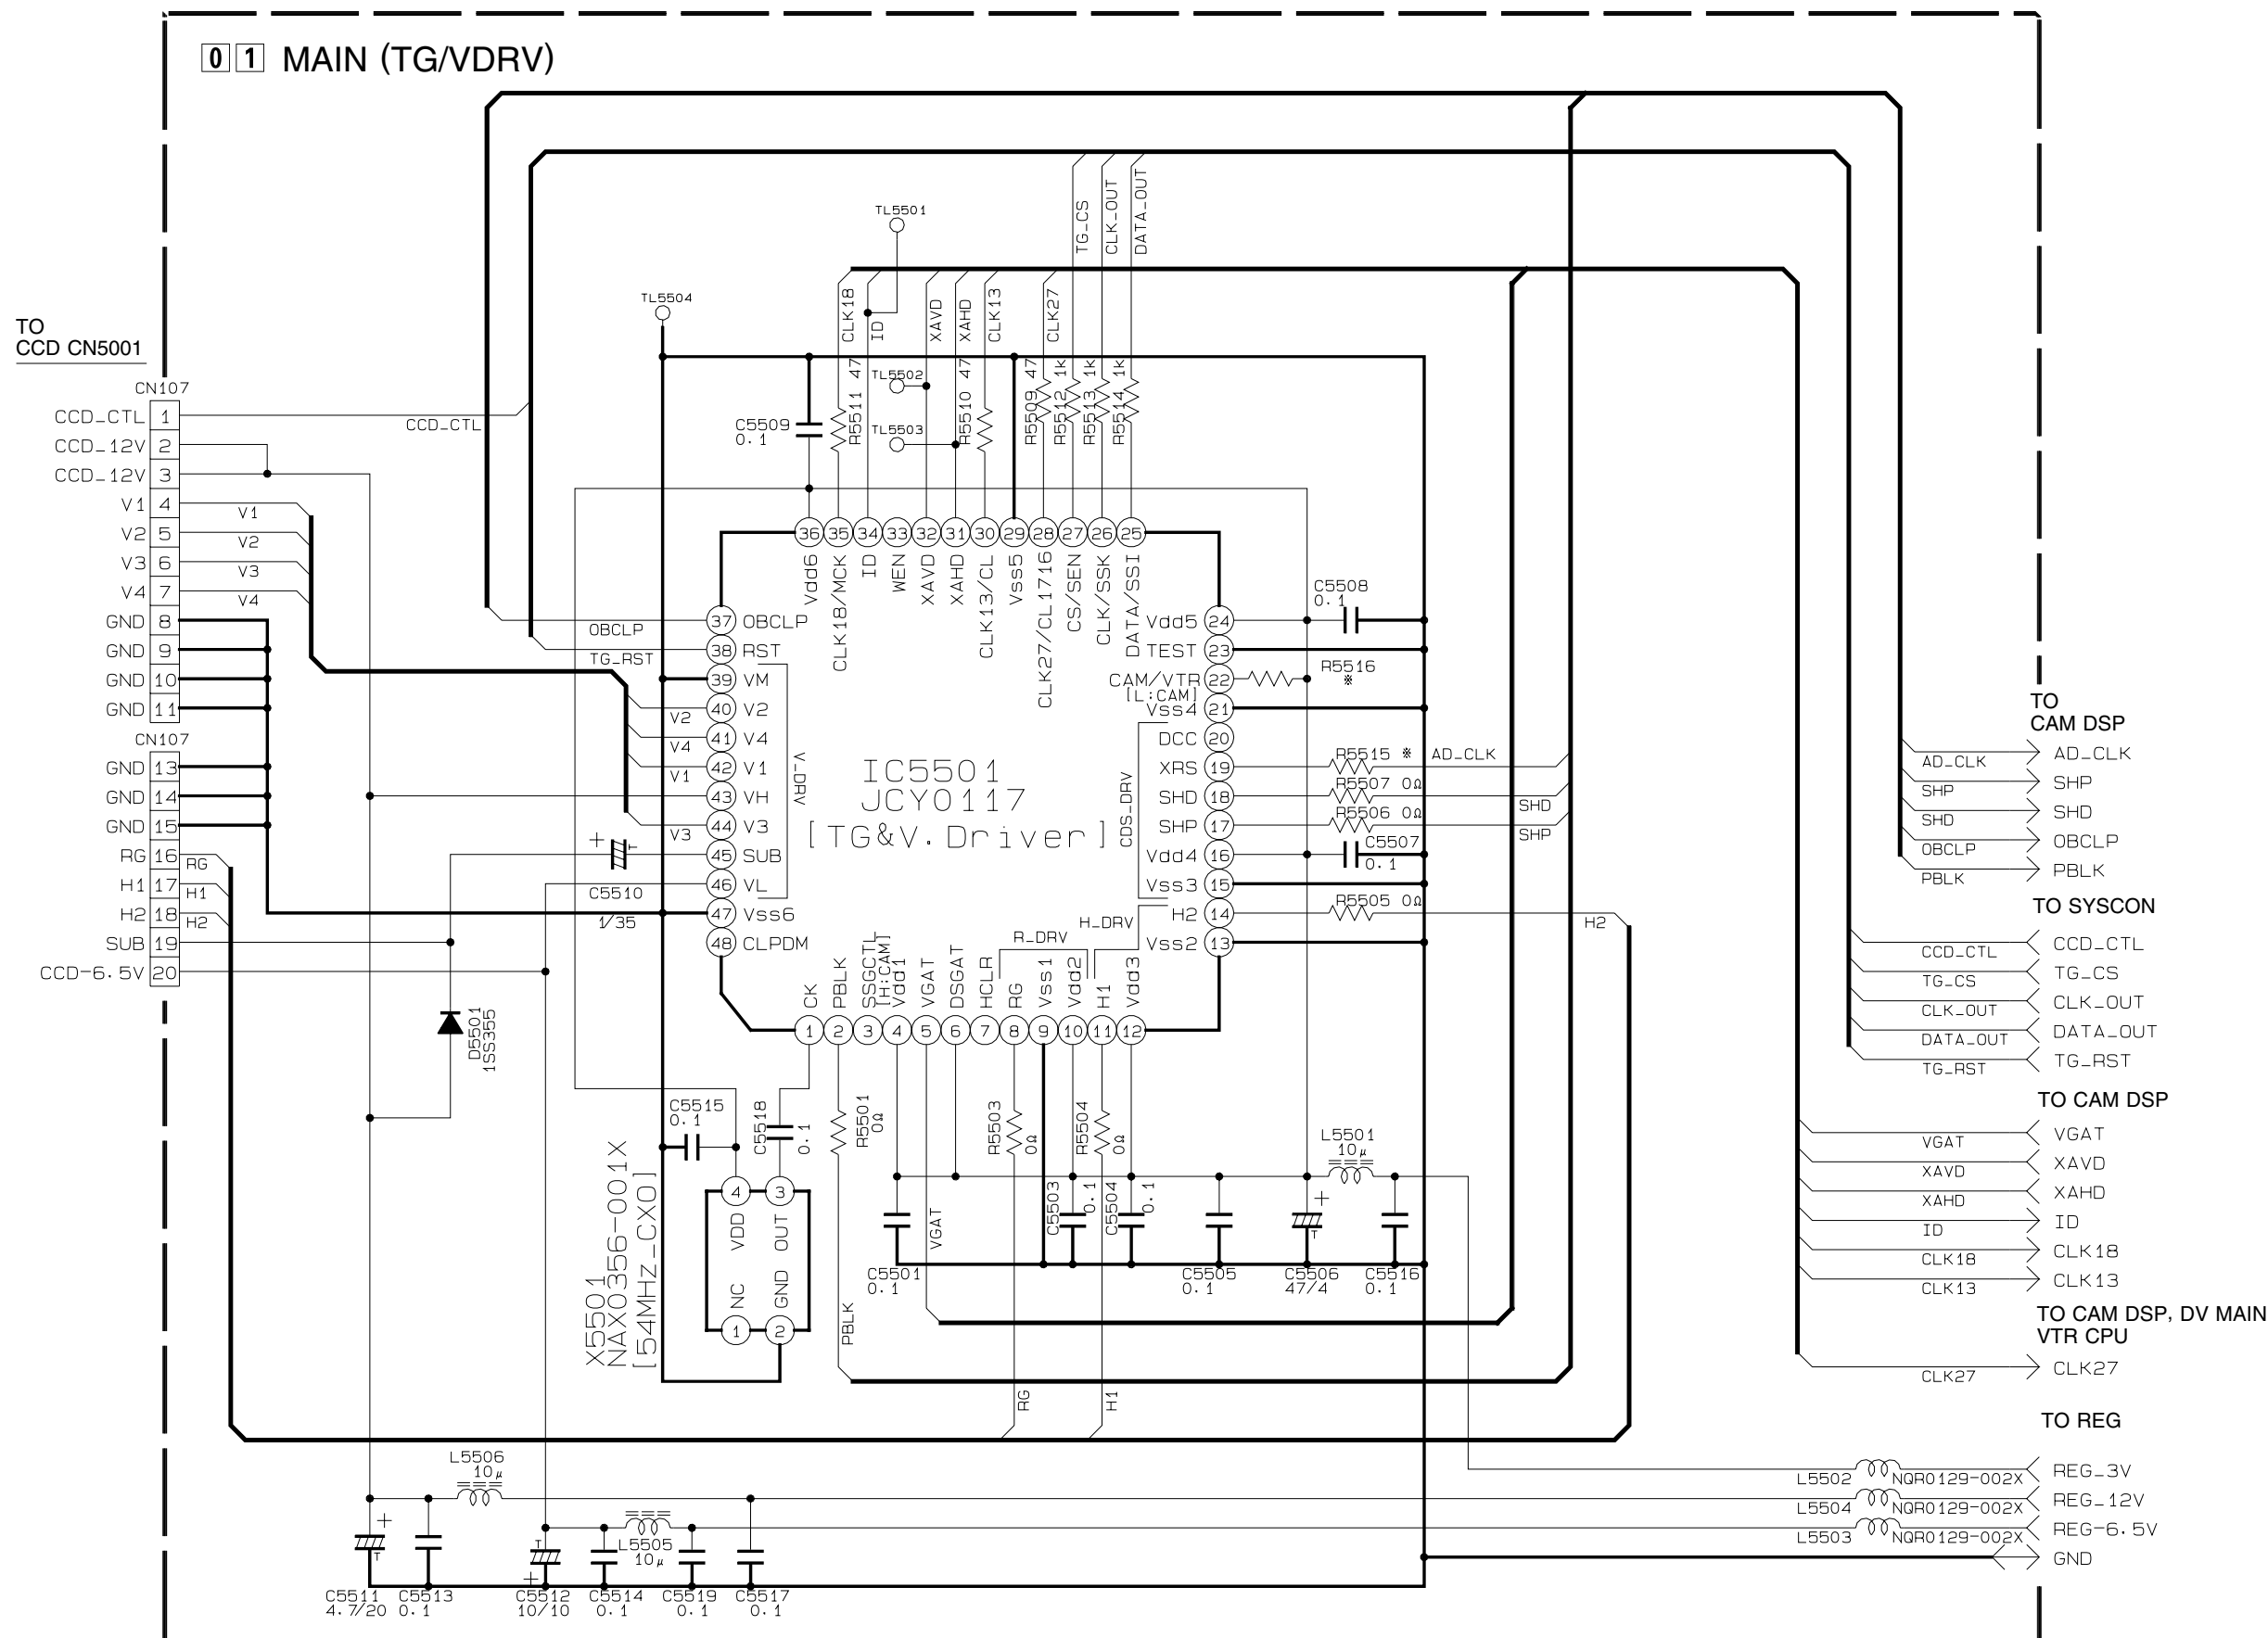 0 1 MAIN (TG/VDRV)
TO
CCD CN5001
CN107
CCD_CTL 1
CCD_12V 2
CCD_12V 3
V1 4
V2 5
V3 6
V4 7
GND 8
GND 9
GND 10
GND 11
CN107
GND 13
GND 14
GND 15
RG 16
H1 17
H2 18
SUB 19
CCD-6.5V 20
CCD_CTL
V1
V2
V3
V4
RG
H1
H2
TL5501
TL5504
TL5502
TL5503
TG_CS
CLK_OUT
DATA_OUT
CLK18
ID
XAVD
XAHD
CLK13
CLK27
C5509
0.1
R5511 47
R5510 47
R5509 47
R5512 1k
R5513 1k
R5514 1k
36 35 34 33 32 31 30 29 28 27 26 25
Vdd6
CLK18/MCK
ID
WEN
XAVD
XAHD
CLK13/CL
Vss5
CLK27/CL1716
CS/SEN
CLK/SSK
DATA/SSI
OBCLP
TG_RST
V2
V4
V1
V3
37 OBCLP
38 RST
39 VM
40 V2
41 V4
42 V1
43 VH
44 V3
45 SUB
46 VL
47 Vss6
48 CLPDM
V_DRV
C5510
1/35
+
T
IC5501
JCY0117
[TG&V.Driver]
Vdd5 24
TEST 23
CAM/VTR 22
[L:CAM]
Vss4 21
DCC 20
XRS 19
SHD 18
SHP 17
Vdd4 16
Vss3 15
H2 14
Vss2 13
CDS_DRV
H_DRV
R_DRV
C5508
0.1
R5516
※
R5515 ※ AD_CLK
R5507 0Ω
SHD
R5506 0Ω
SHP
C5507
0.1
R5505 0Ω
H2
CK
PBLK
SSGCTL
[H:CAM]
Vdd1
VGAT
DSGAT
HCLR
RG
Vss1
Vdd2
H1
Vdd3
1 2 3 4 5 6 7 8 9 10 11 12
D5501
1SS355
C5515
0.1
C5518
0.1
R5501
0Ω
R5503
0Ω
R5504
0Ω
L5501
10μ
4 3
VDD
OUT
NC
GND
1 2
X5501
NAX0356-001X
[54MHz_CXO]
PBLK
VGAT
RG
H1
C5501
0.1
C5503
0.1
C5504
0.1
C5505
0.1
+
T
C5506
47/4
C5516
0.1
L5506
10μ
L5505
10μ
+
T
T
+
C5511
4.7/20
C5513
0.1
C5512
10/10
C5514
0.1
C5519
0.1
C5517
0.1
TO
CAM DSP
AD_CLK AD_CLK
SHP SHP
SHD SHD
OBCLP OBCLP
PBLK PBLK
TO SYSCON
CCD_CTL CCD_CTL
TG_CS TG_CS
CLK_OUT CLK_OUT
DATA_OUT DATA_OUT
TG_RST TG_RST
TO CAM DSP
VGAT VGAT
XAVD XAVD
XAHD XAHD
ID ID
CLK18 CLK18
CLK13 CLK13
TO CAM DSP, DV MAIN
VTR CPU
CLK27 CLK27
TO REG
L5502 NQR0129-002X REG_3V
L5504 NQR0129-002X REG_12V
L5503 NQR0129-002X REG-6.5V
GND